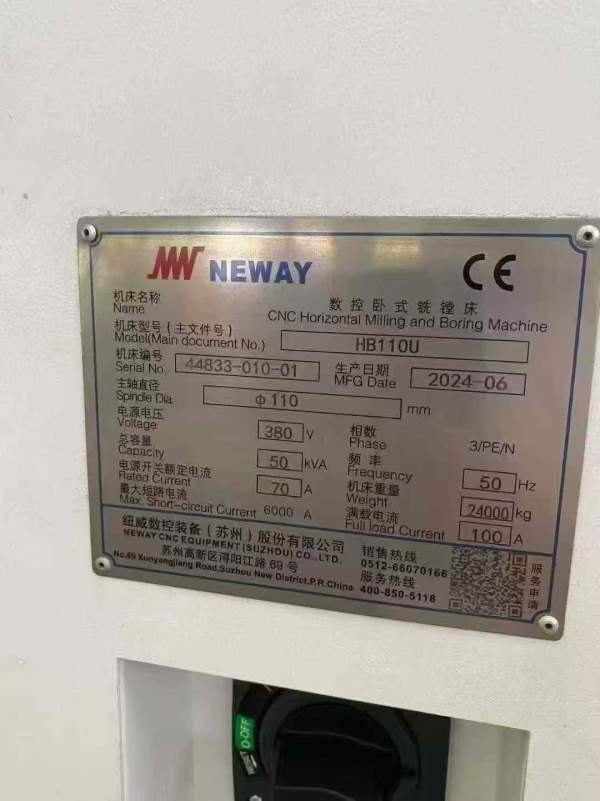 NEWAY CE
机床名称 数控卧式铣镗床
Name CNC Horizontal Milling and Boring Machine
机床型号(主文件号) HB110U
Model(Main document No.)
机床编号 44833-010-01 生产日期 2024-06
Serial No. MFG Date
主轴直径 Φ110 mm
Spindle Dia.
电源电压 380 V 相数 3/PE/N
Voltage Phase
总容量 50 kVA 频率 50 Hz
Capacity Frequency
电源开关额定电流 70 A 机床重量 24000 kg
Rated Current Weight
最大短路电流 6000 A 满载电流 100 A
Max. Short-circuit Current Full load Current
纽威数控装备(苏州)股份有限公司 销售热线
NEWAY CNC EQUIPMENT(SUZHOU)CO.,LTD. 0512-66070166
苏州高新区浔阳江路 69 号 服务热线
No.69 Xunyangjiang Road,Suzhou New District.P.R.China 400-850-5118
服务申请
RESET O-OFF